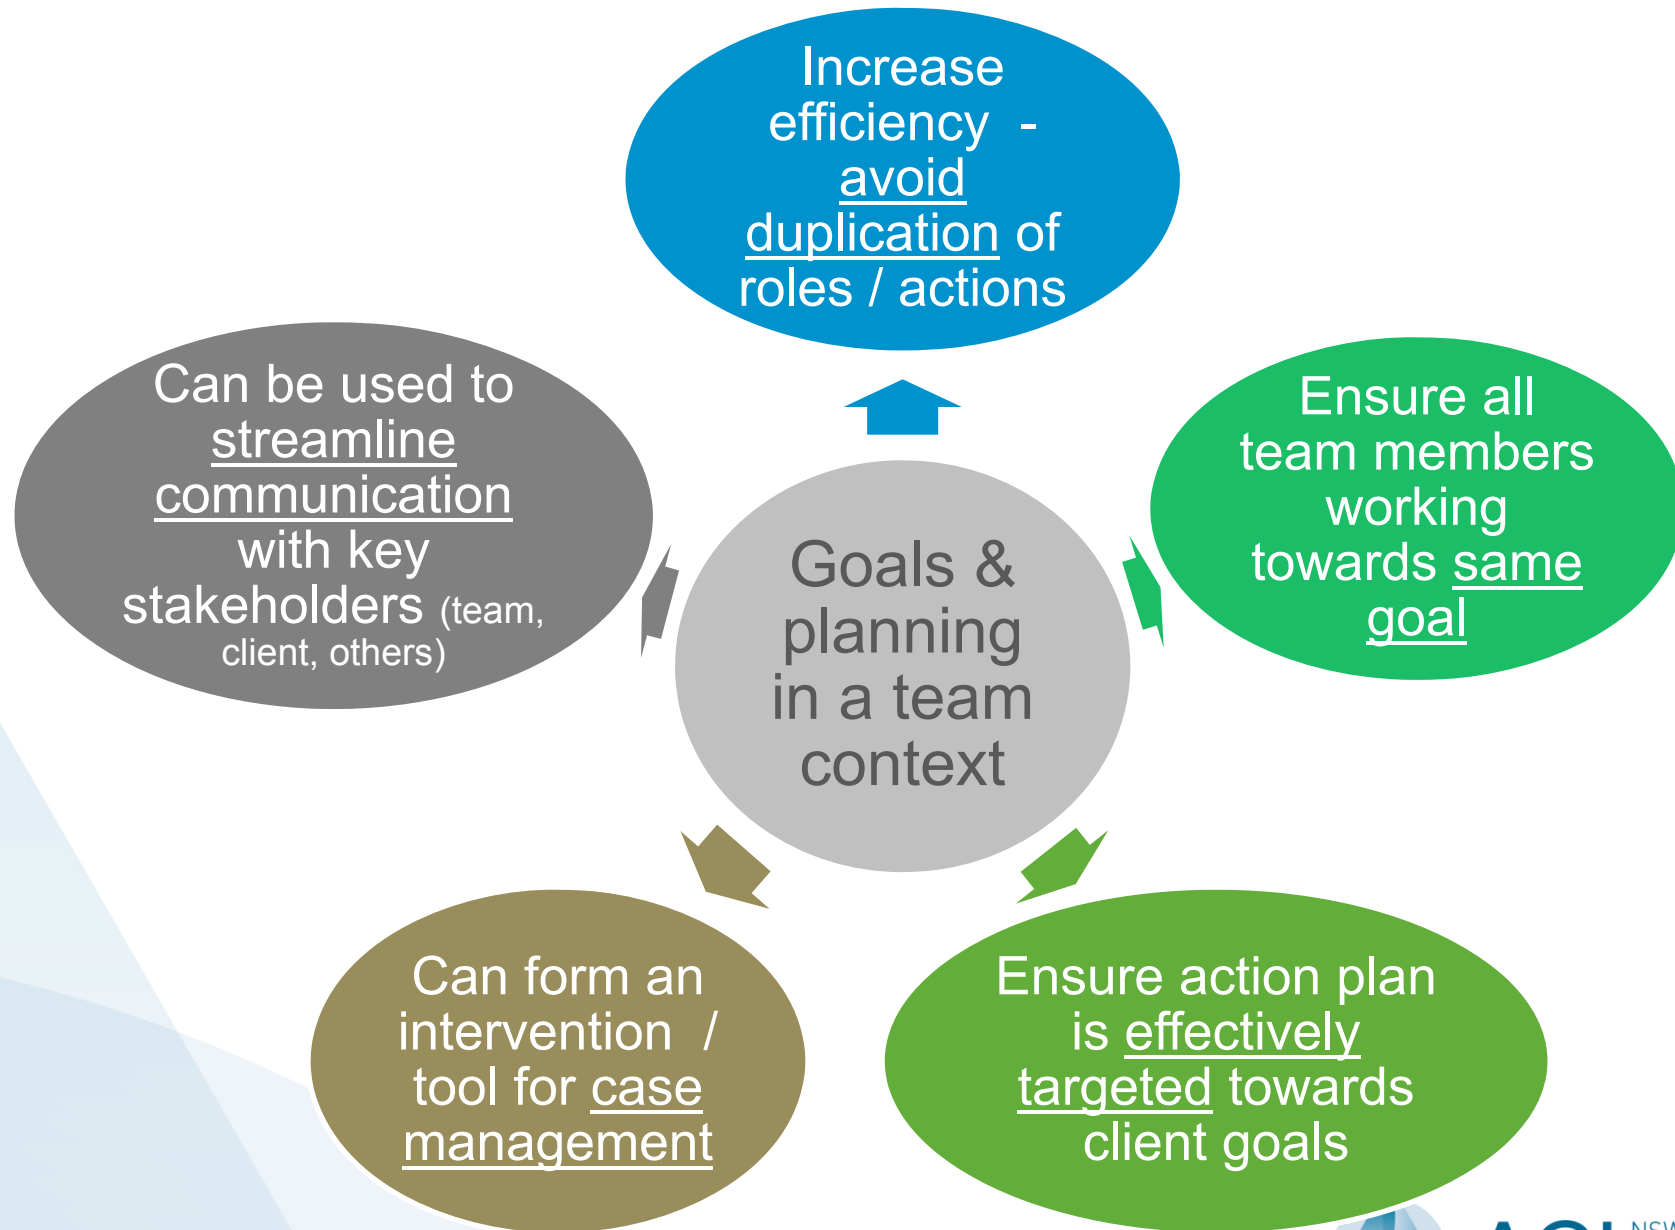 Increase
efficiency  -
avoid
duplication of
roles / actions
Can be used to
streamline
communication
with key
stakeholders (team,
client, others)
Ensure all
team members
working
towards same
goal
Goals &
planning
in a team
context
Can form an
intervention  /
tool for case
management
Ensure action plan
is effectively
targeted towards
client goals